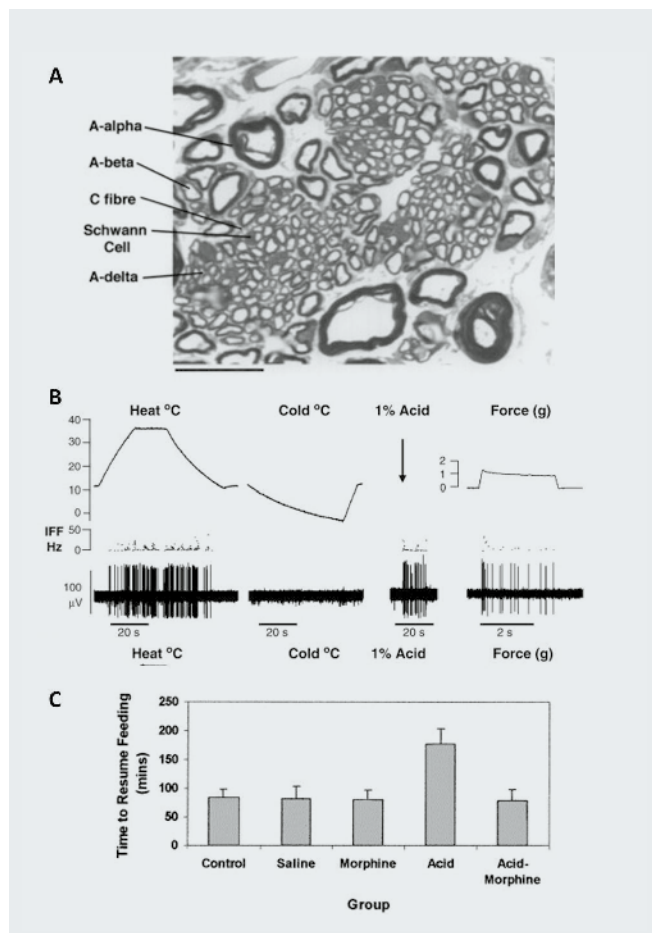 A
A-alpha
A-beta
C fibre
Schwann
Cell
A-delta
B
Heat °C
Cold °C
1% Acid
Force (g)
40
30
20
10
0
2
1
0
IFF
Hz
50
0
100
µV
20 s
20 s
20 s
2 s
Heat °C
Cold °C
1% Acid
Force (g)
C
Time to Resume Feeding
(mins)
250
200
150
100
50
0
Control
Saline
Morphine
Acid
Acid-
Morphine
Group